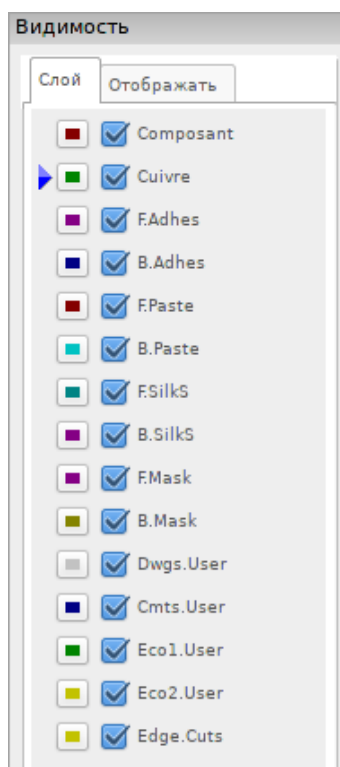 Видимость
Слой
Отображать
Composant
Cuivre
F.Adhes
B.Adhes
F.Paste
B.Paste
F.SilkS
B.SilkS
F.Mask
B.Mask
Dwgs.User
Cmts.User
Eco1.User
Eco2.User
Edge.Cuts